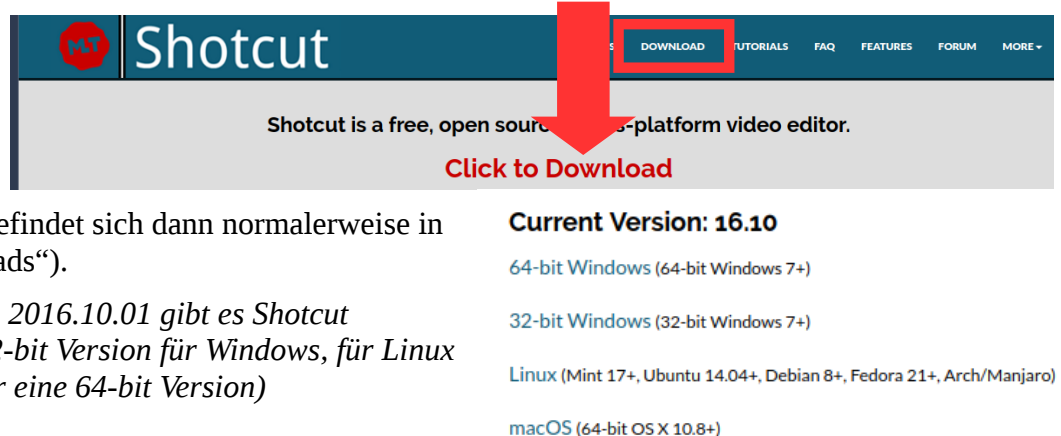 MLT Shotcut
DOWNLOAD TUTORIALS FAQ FEATURES FORUM MORE
Shotcut is a free, open -platform video editor.
Click to Download
efindet sich dann normalerweise in
ads“).
2016.10.01 gibt es Shotcut
2-bit Version für Windows, für Linux
r eine 64-bit Version)
Current Version: 16.10
64-bit Windows (64-bit Windows 7+)
32-bit Windows (32-bit Windows 7+)
Linux (Mint 17+, Ubuntu 14.04+, Debian 8+, Fedora 21+, Arch/Manjaro)
macOS (64-bit OS X 10.8+)